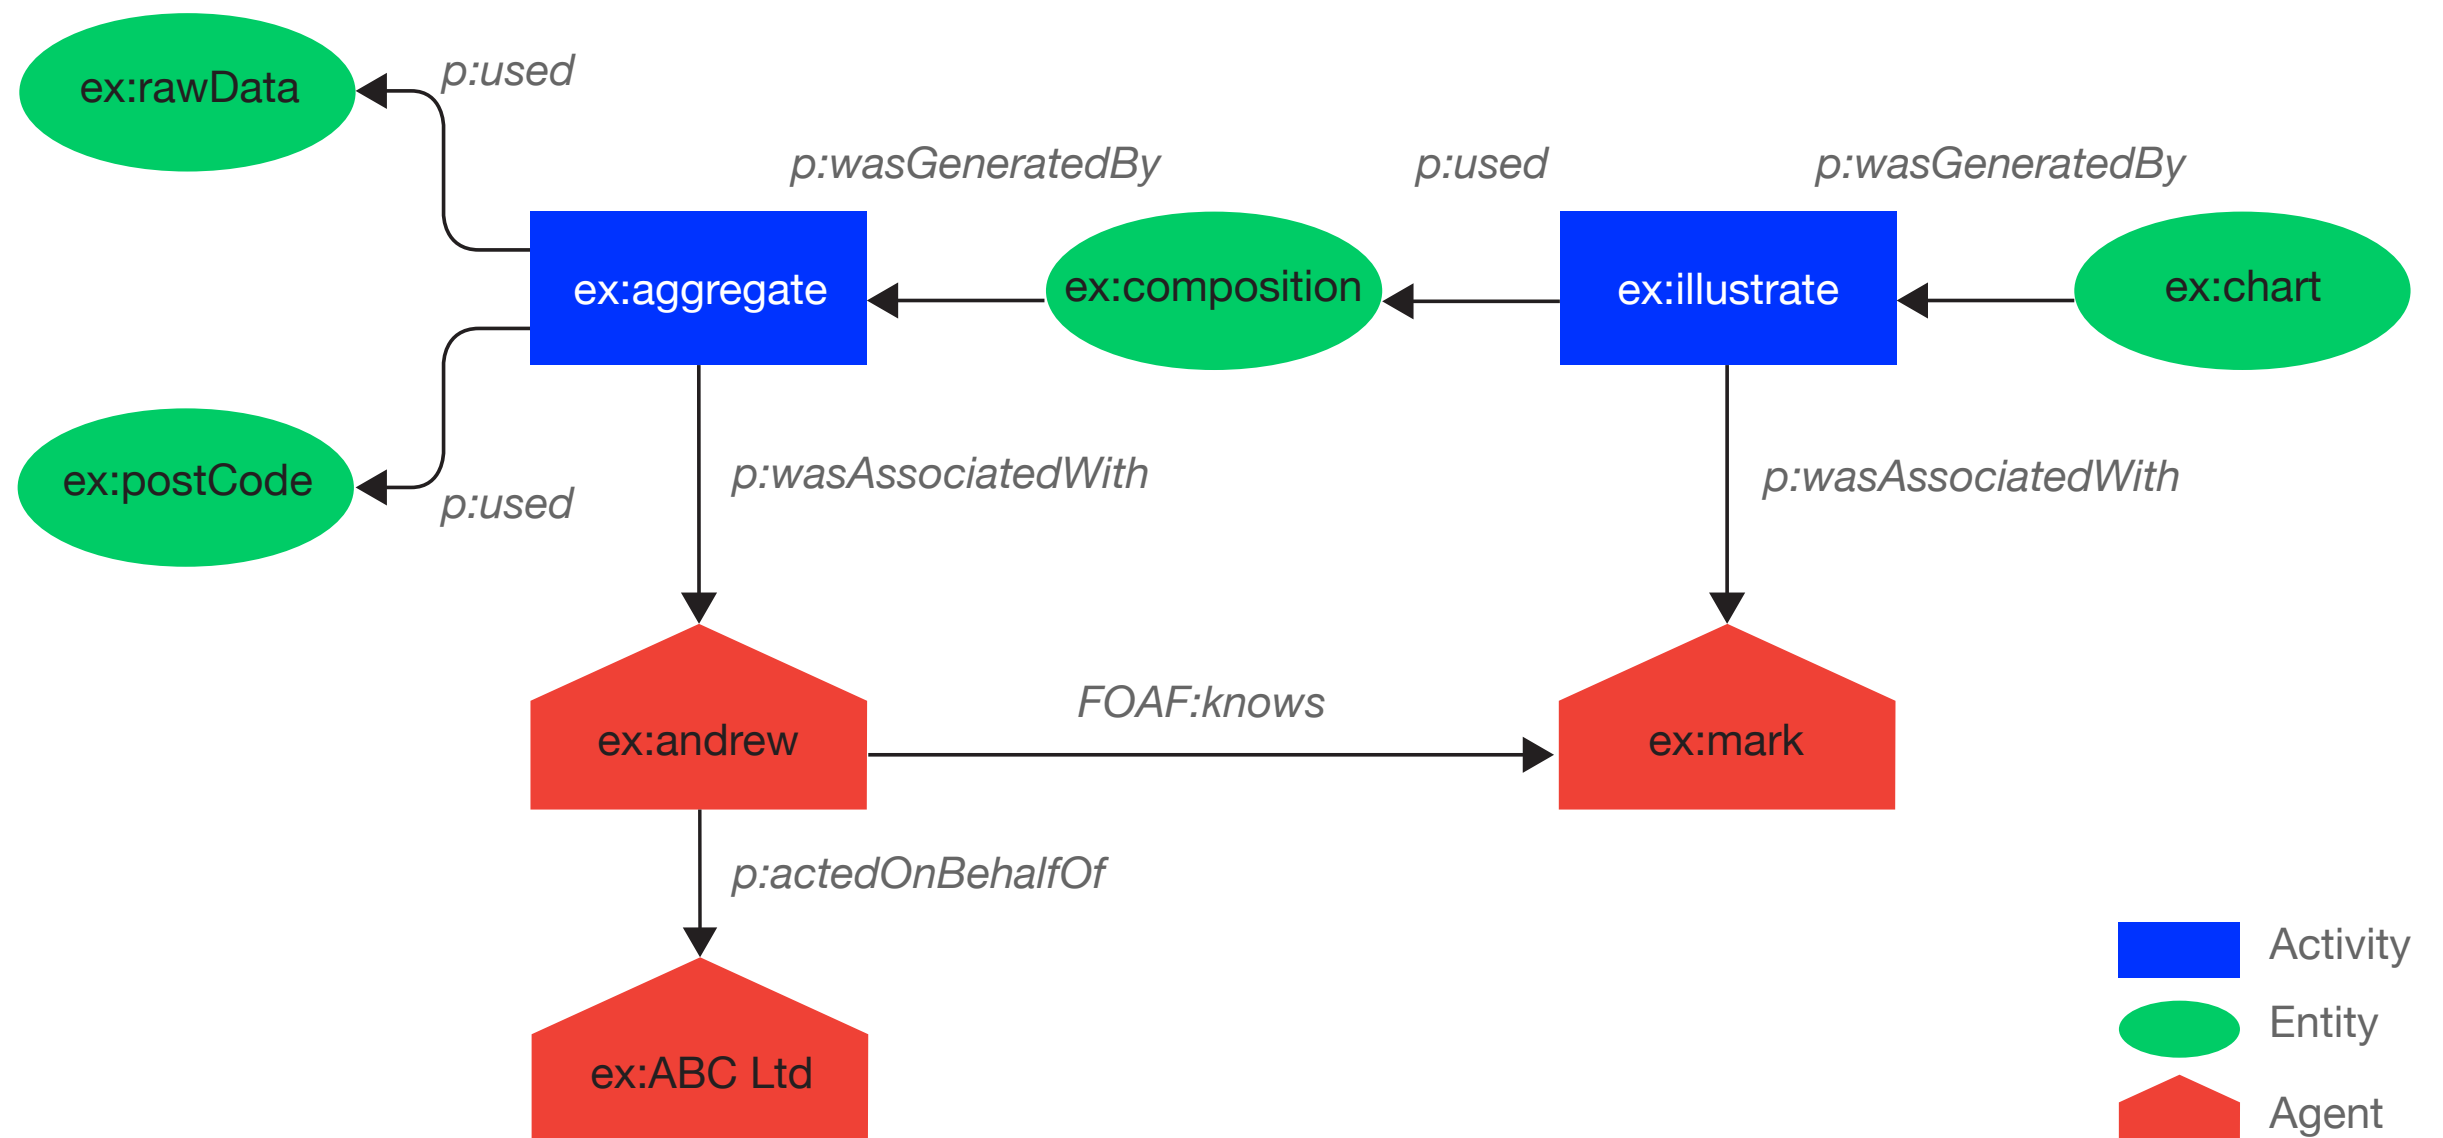 ex:rawData
p:used
p:wasGeneratedBy
p:used
p:wasGeneratedBy
ex:aggregate
ex:composition
ex:illustrate
ex:chart
ex:postCode
p:used
p:wasAssociatedWith
p:wasAssociatedWith
ex:andrew
FOAF:knows
ex:mark
p:actedOnBehalfOf
ex:ABC Ltd
Activity
Entity
Agent